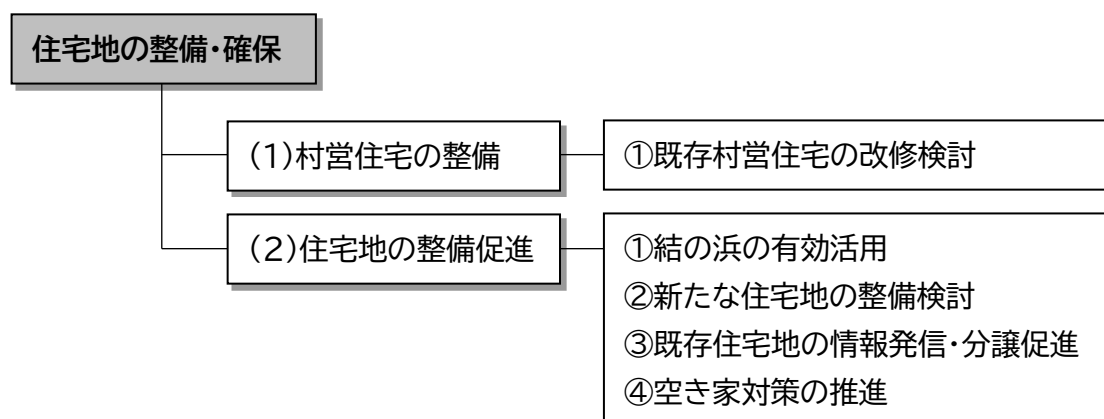 住宅地の整備・確保
(1)村営住宅の整備
①既存村営住宅の改修検討
(2)住宅地の整備促進
①結の浜の有効活用
②新たな住宅地の整備検討
③既存住宅地の情報発信・分譲促進
④空き家対策の推進